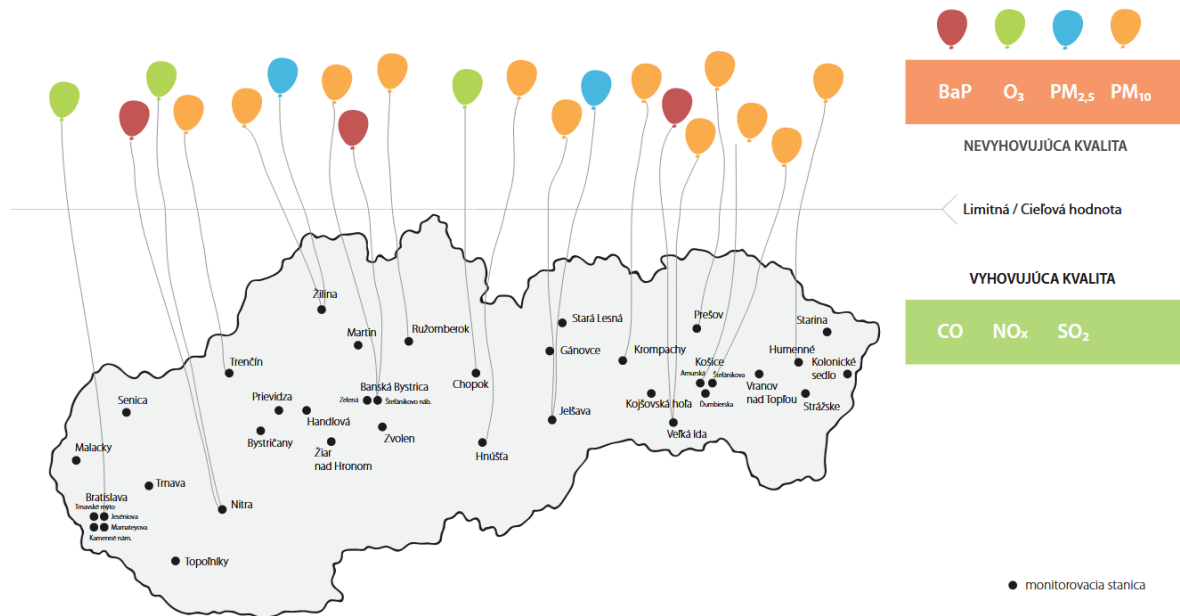 BaP O₃ PM₂,₅ PM₁₀
NEVYHOVUJÚCA KVALITA
Limitná / Cieľová hodnota
VYHOVUJÚCA KVALITA
CO NOₓ SO₂
Žilina
Martin
Ružomberok
Trenčín
Stará Lesná
Gánovce
Krompachy
Prešov
Starina
Humenné
Kolonické
sedlo
Košice
Amurská
Štefánikova
Ďumbierska
Vranov
nad Topľou
Strážske
Kojšovská hoľa
Veľká Ida
Jelšava
Chopok
Hnúšťa
Banská Bystrica
Zelená
Štefánikovo náb.
Zvolen
Prievidza
Handlová
Bystričany
Žiar
nad Hronom
Senica
Malacky
Trnava
Nitra
Bratislava
Trnavské mýto
Jeséniova
Mamateyova
Kamenné nám.
Topoľníky
monitorovacia stanica